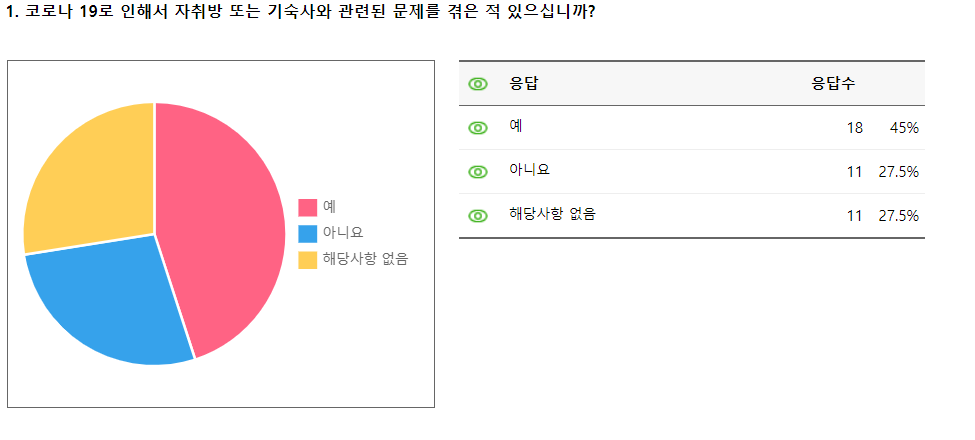 1. 코로나 19로 인해서 자취방 또는 기숙사와 관련된 문제를 겪은 적 있으십니까?
예
아니요
해당사항 없음
응답 응답수
예 18 45%
아니요 11 27.5%
해당사항 없음 11 27.5%